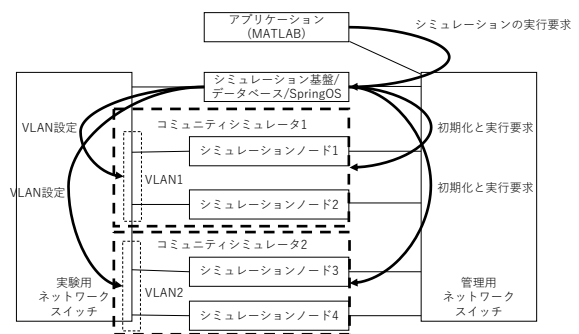 アプリケーション
(MATLAB)
シミュレーションの実行要求
シミュレーション基盤/
データベース/SpringOS
VLAN設定
コミュニティシミュレータ1
初期化と実行要求
シミュレーションノード1
VLAN1
VLAN設定
初期化と実行要求
シミュレーションノード2
コミュニティシミュレータ2
シミュレーションノード3
VLAN2
実験用
ネットワーク
スイッチ
管理用
ネットワーク
スイッチ
シミュレーションノード4